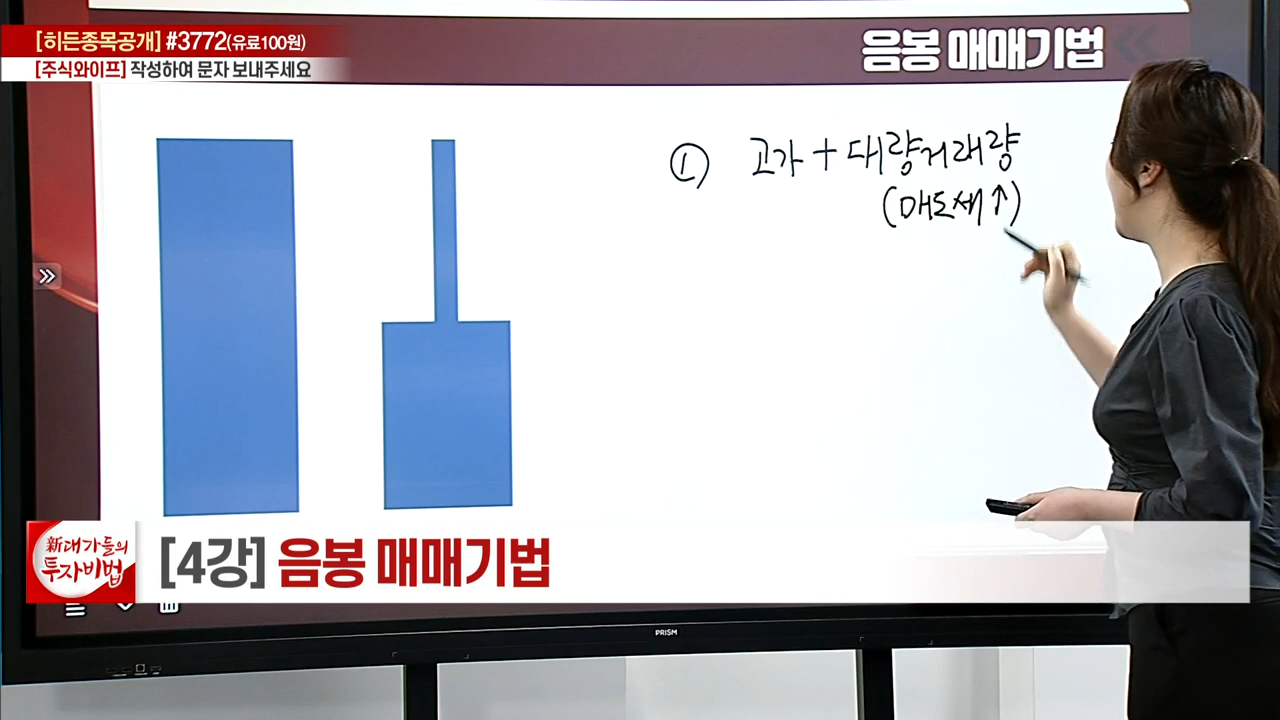 [히든종목공개] #3772(유료100원)
[주식와이프] 작성하여 문자 보내주세요
음봉 매매기법
① 고가 + 대량거래량
(매도세↑)
新대가들의
투자비법
[4강] 음봉 매매기법
PRISM